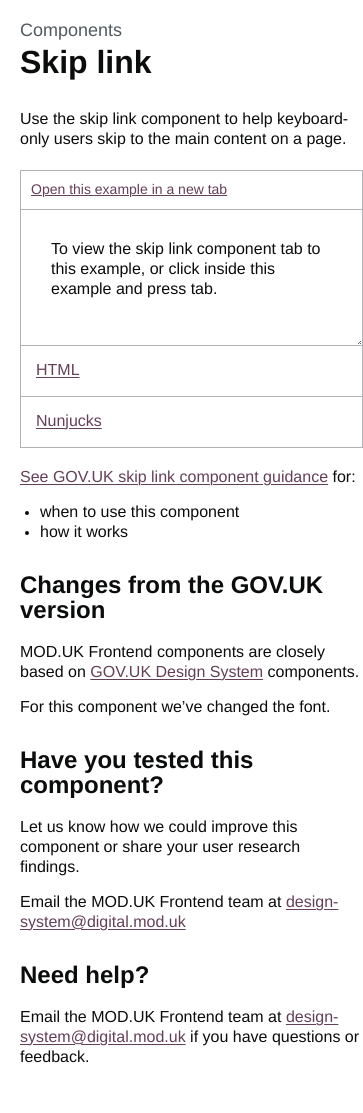 Components
Skip link
Use the skip link component to help keyboard-
only users skip to the main content on a page.
Open this example in a new tab
To view the skip link component tab to
this example, or click inside this
example and press tab.
HTML
Nunjucks
See GOV.UK skip link component guidance for:
• when to use this component
• how it works
Changes from the GOV.UK
version
MOD.UK Frontend components are closely
based on GOV.UK Design System components.
For this component we’ve changed the font.
Have you tested this
component?
Let us know how we could improve this
component or share your user research
findings.
Email the MOD.UK Frontend team at design-
system@digital.mod.uk
Need help?
Email the MOD.UK Frontend team at design-
system@digital.mod.uk if you have questions or
feedback.